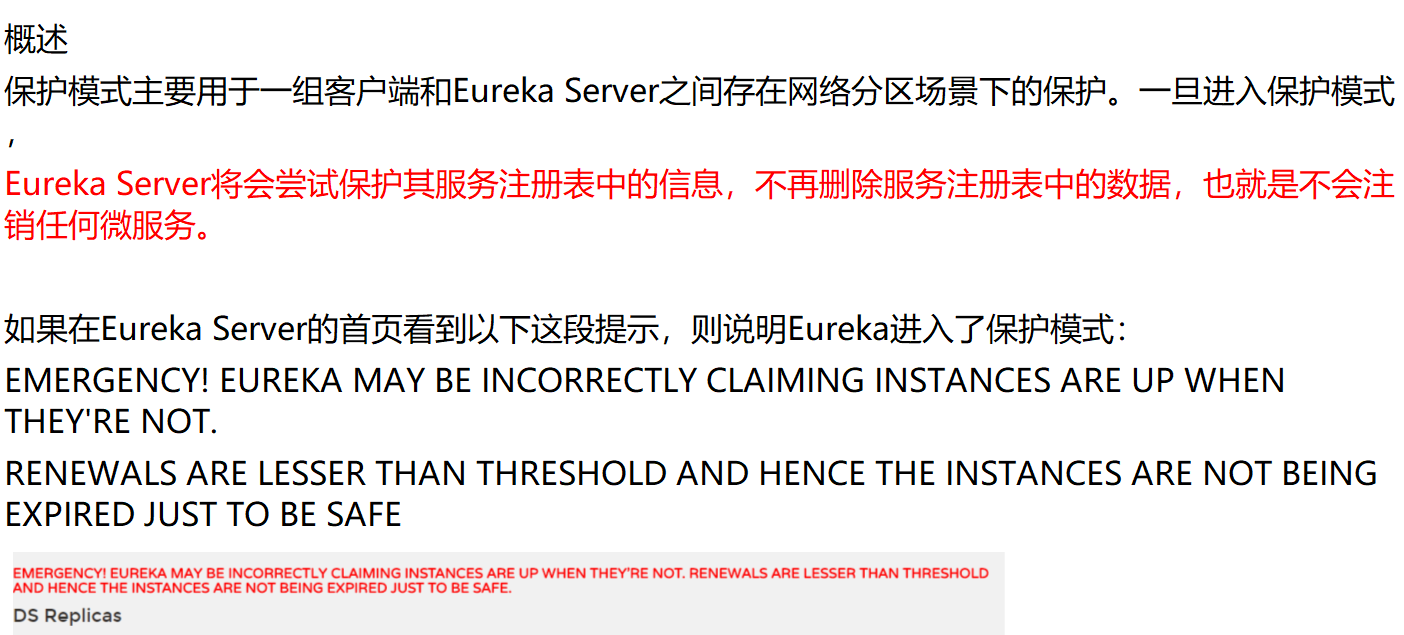 概述
保护模式主要用于一组客户端和Eureka Server之间存在网络分区场景下的保护。一旦进入保护模式
，
Eureka Server将会尝试保护其服务注册表中的信息，不再删除服务注册表中的数据，也就是不会注
销任何微服务。
如果在Eureka Server的首页看到以下这段提示，则说明Eureka进入了保护模式：
EMERGENCY! EUREKA MAY BE INCORRECTLY CLAIMING INSTANCES ARE UP WHEN
THEY'RE NOT.
RENEWALS ARE LESSER THAN THRESHOLD AND HENCE THE INSTANCES ARE NOT BEING
EXPIRED JUST TO BE SAFE
EMERGENCY! EUREKA MAY BE INCORRECTLY CLAIMING INSTANCES ARE UP WHEN THEY'RE NOT. RENEWALS ARE LESSER THAN THRESHOLD
AND HENCE THE INSTANCES ARE NOT BEING EXPIRED JUST TO BE SAFE.
DS Replicas